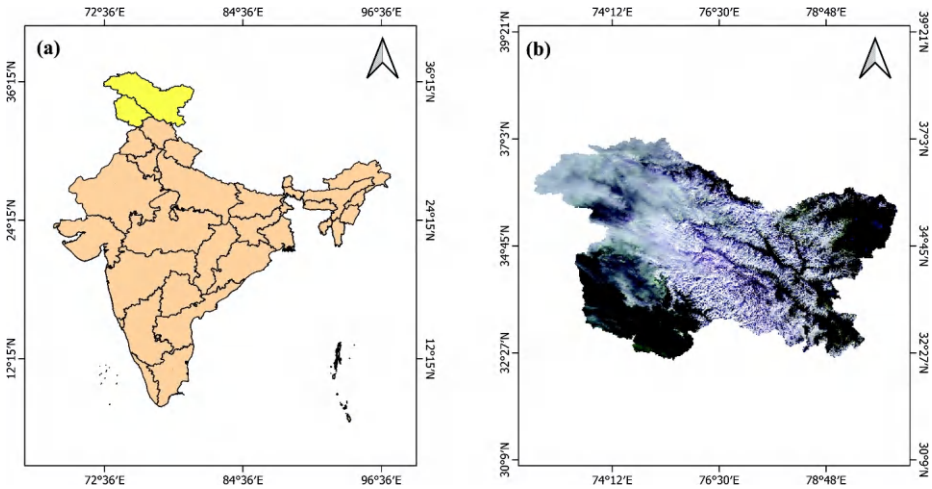 72°36'E 84°36'E 96°36'E
(a)
36°15'N 36°15'N
24°15'N 24°15'N
12°15'N 12°15'N
72°36'E 84°36'E 96°36'E
74°12'E 76°30'E 78°48'E
39°21'N 39°21'N
(b)
37°3'N 37°3'N
34°45'N 34°45'N
32°27'N 32°27'N
30°9'N 30°9'N
74°12'E 76°30'E 78°48'E